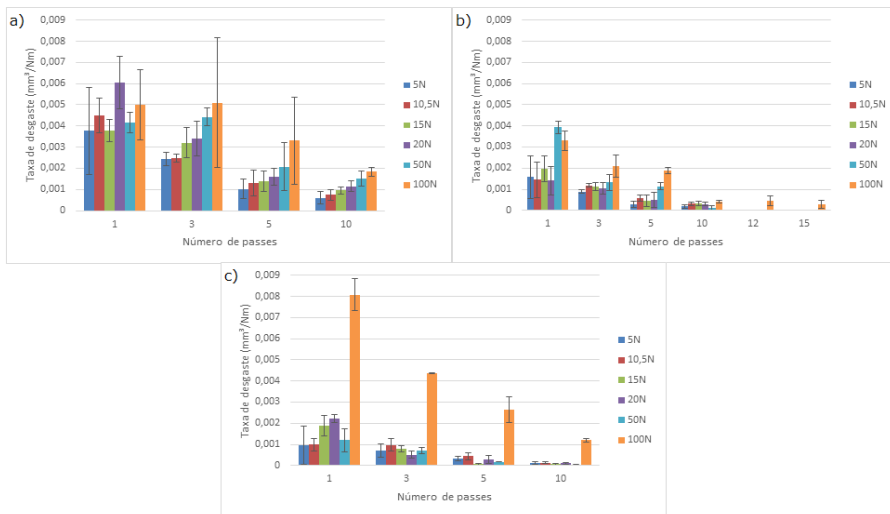 a)
Taxa de desgaste (mm³/Nm)
0,009
0,008
0,007
0,006
0,005
0,004
0,003
0,002
0,001
0
1 3 5 10
Número de passes
5N
10,5N
15N
20N
50N
100N
b)
Taxa de desgaste (mm³/Nm)
0,009
0,008
0,007
0,006
0,005
0,004
0,003
0,002
0,001
0
1 3 5 10 12 15
Número de passes
5N
10,5N
15N
20N
50N
100N
c)
Taxa de desgaste (mm³/Nm)
0,009
0,008
0,007
0,006
0,005
0,004
0,003
0,002
0,001
0
1 3 5 10
Número de passes
5N
10,5N
15N
20N
50N
100N